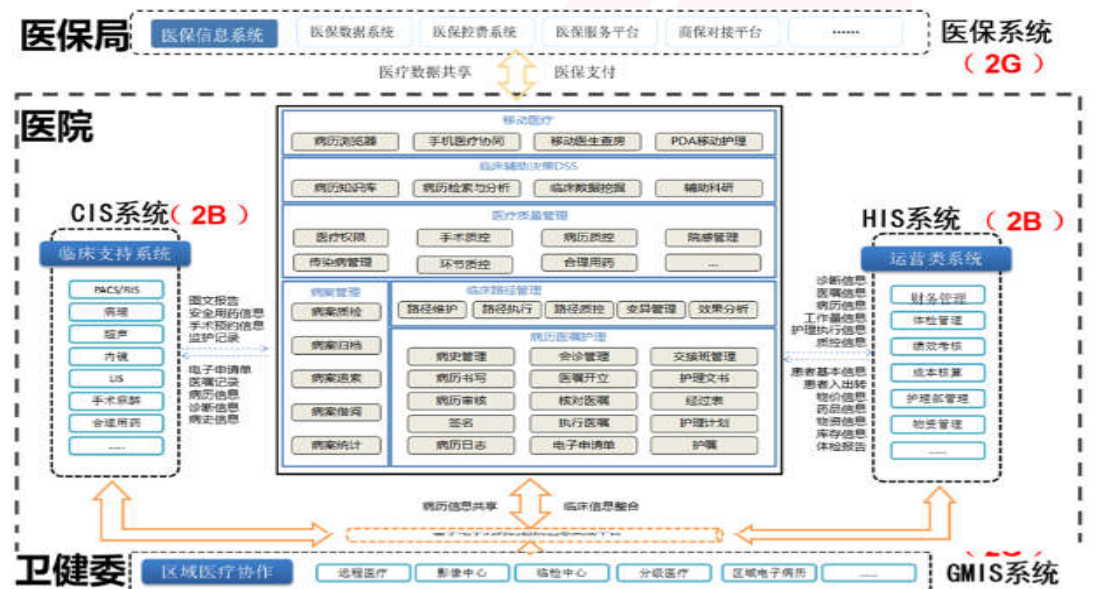 医保局
医保信息系统
医保数据系统
医保控费系统
医保服务平台
商保对接平台
......
医保系统
（2G）
医疗数据共享
医保支付
医院
移动医疗
病历浏览器
手机医疗协同
移动医生查房
PDA移动护理
临床辅助决策DSS
病历知识库
病历检索与分析
临床数据挖掘
辅助科研
医疗质量管理
医疗权限
手术质控
病历质控
院感管理
传染病管理
环节质控
合理用药
...
病案管理
病案质检
病案归档
病案追索
病案借阅
病案统计
临床路径管理
路径维护
路径执行
路径质控
变异管理
效果分析
病历医嘱护理
病史管理
会诊管理
交接班管理
病历书写
医嘱开立
护理文书
病历审核
核对医嘱
经过表
签名
执行医嘱
护理计划
病历日志
电子申请单
护嘱
CIS系统（2B）
临床支持系统
PACS/RIS
病理
超声
内镜
LIS
手术麻醉
合理用药
......
图文报告
安全用药信息
手术预约信息
监护记录
电子申请单
医嘱记录
病历信息
诊断信息
病史信息
HIS系统（2B）
运营类系统
财务管理
体检管理
绩效考核
成本核算
护理部管理
物资管理
......
诊断信息
医嘱信息
病历信息
工作量信息
护理执行信息
质控信息
患者基本信息
患者入出转
物价信息
药品信息
物资信息
库存信息
体检报告
病历信息共享
临床信息整合
卫健委
区域医疗协作
远程医疗
影像中心
临检中心
分级医疗
区域电子病历
......
GMIS系统